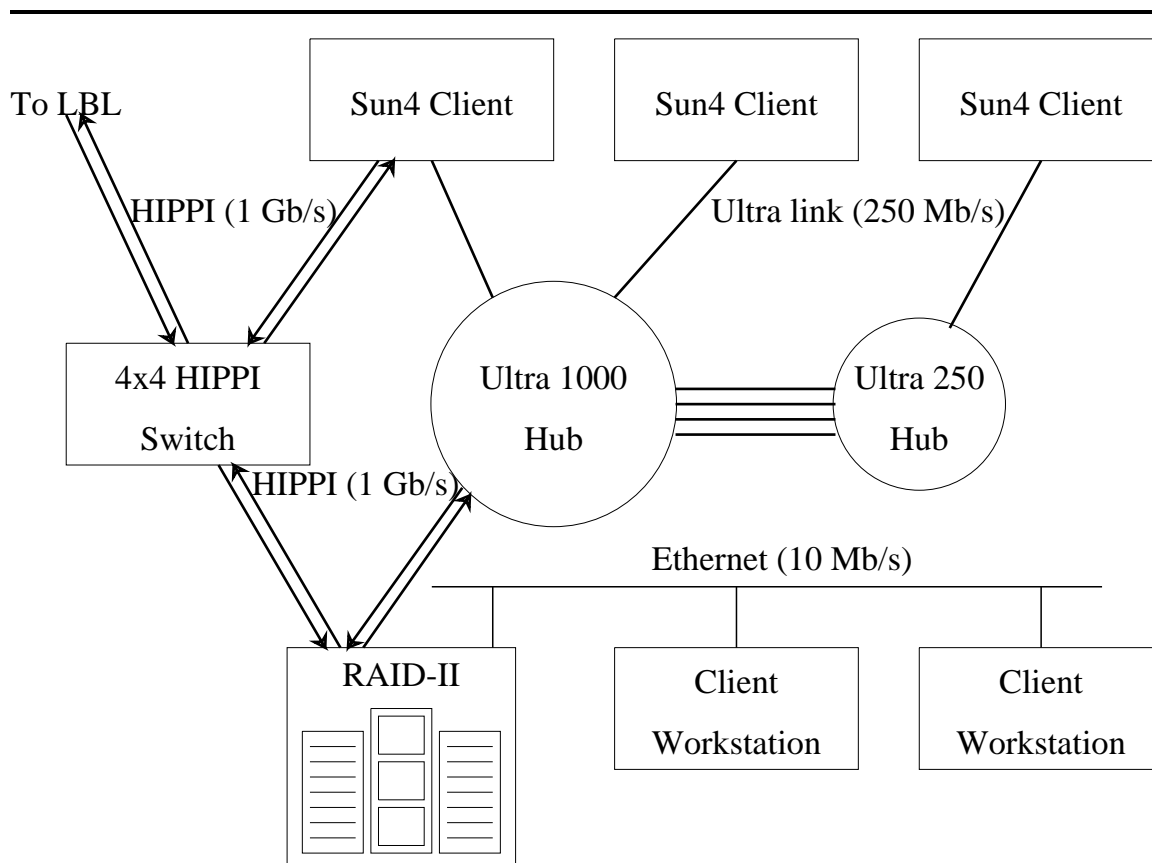 Sun4 Client
Sun4 Client
Sun4 Client
To LBL
HIPPI (1 Gb/s)
Ultra link (250 Mb/s)
4x4 HIPPI
Switch
Ultra 1000
Hub
Ultra 250
Hub
HIPPI (1 Gb/s)
Ethernet (10 Mb/s)
RAID-II
Client
Workstation
Client
Workstation